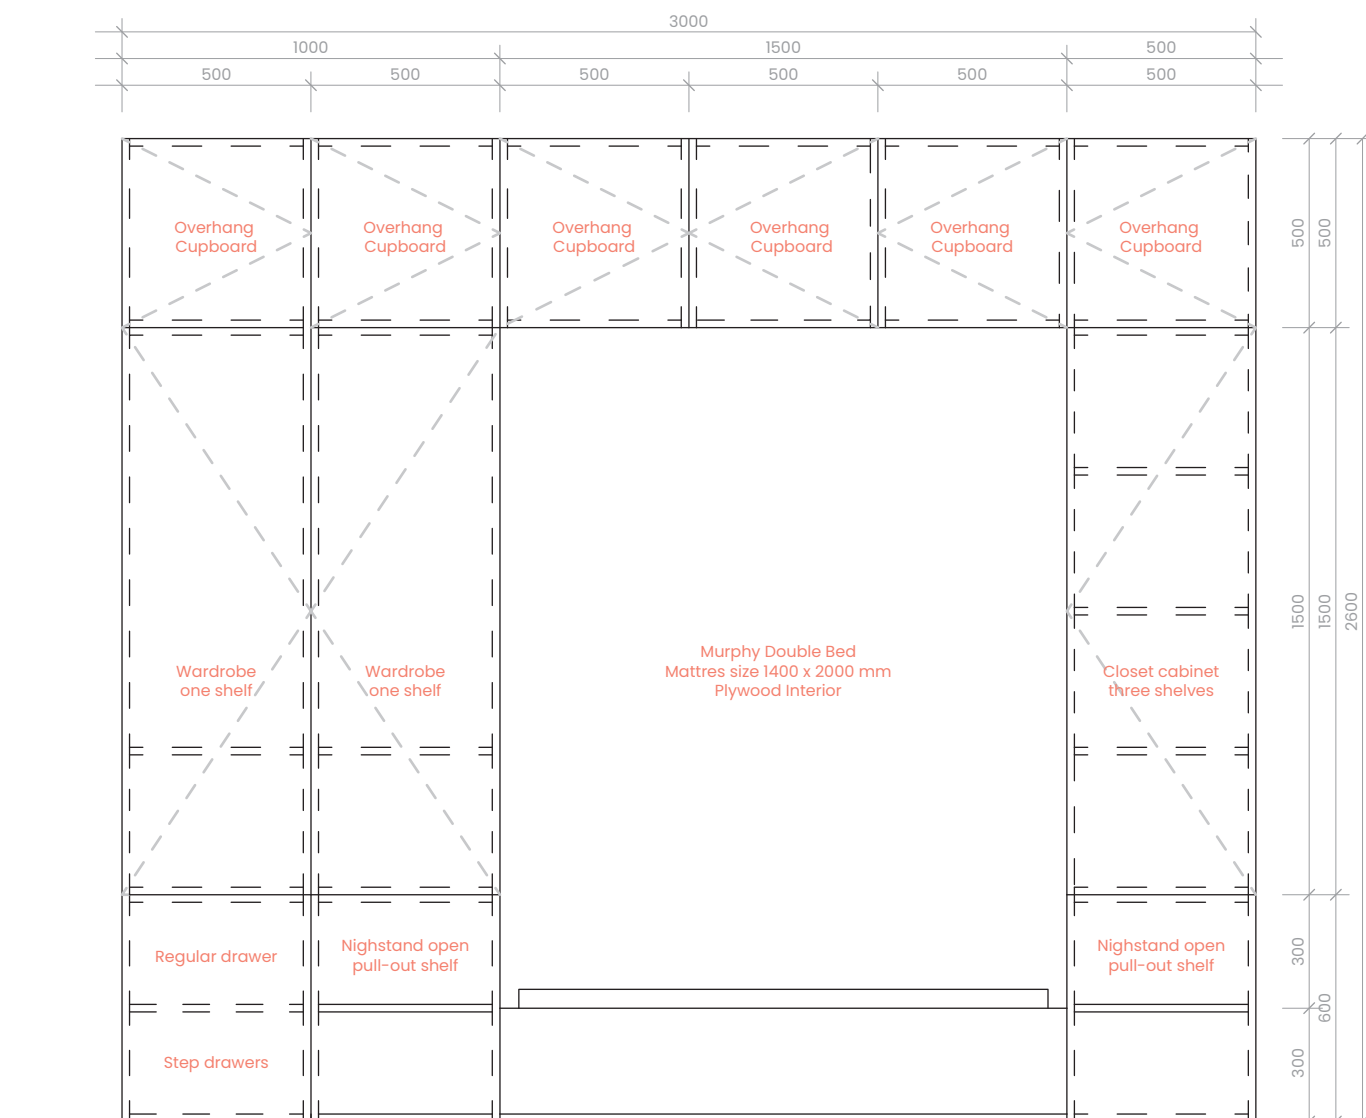 3000
1000 1500 500
500 500 500 500 500 500
Overhang
Cupboard
Overhang
Cupboard
Overhang
Cupboard
Overhang
Cupboard
Overhang
Cupboard
Overhang
Cupboard
500
500
Wardrobe
one shelf
Wardrobe
one shelf
Murphy Double Bed
Mattres size 1400 x 2000 mm
Plywood Interior
Closet cabinet
three shelves
1500
1500
2600
Regular drawer
Nighstand open
pull-out shelf
Nighstand open
pull-out shelf
300
600
Step drawers
300